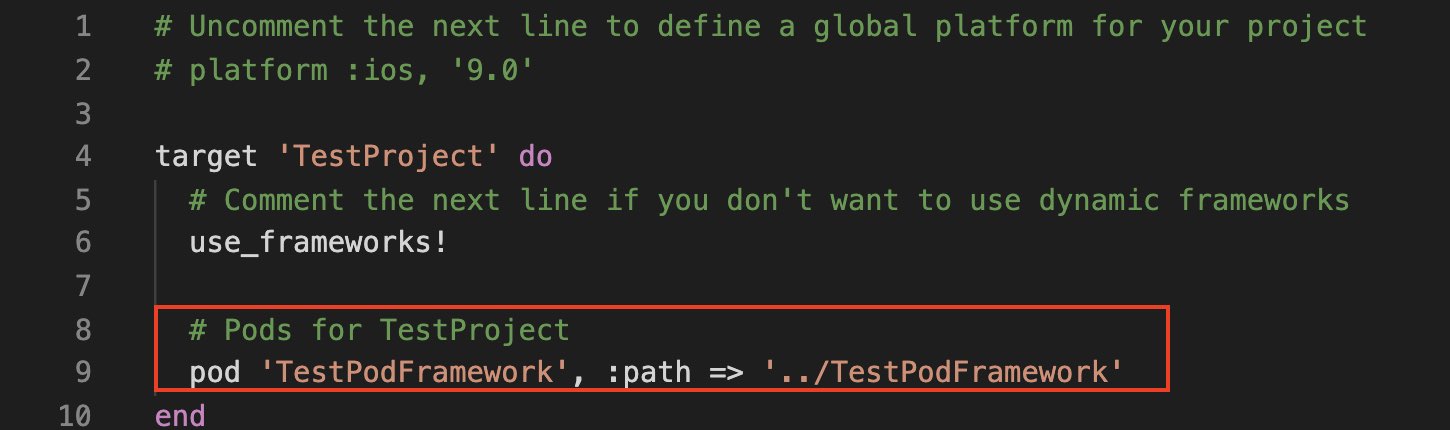 1 # Uncomment the next line to define a global platform for your project
2 # platform :ios, '9.0'
3
4 target 'TestProject' do
5 # Comment the next line if you don't want to use dynamic frameworks
6 use_frameworks!
7
8 # Pods for TestProject
9 pod 'TestPodFramework', :path => '../TestPodFramework'
10 end